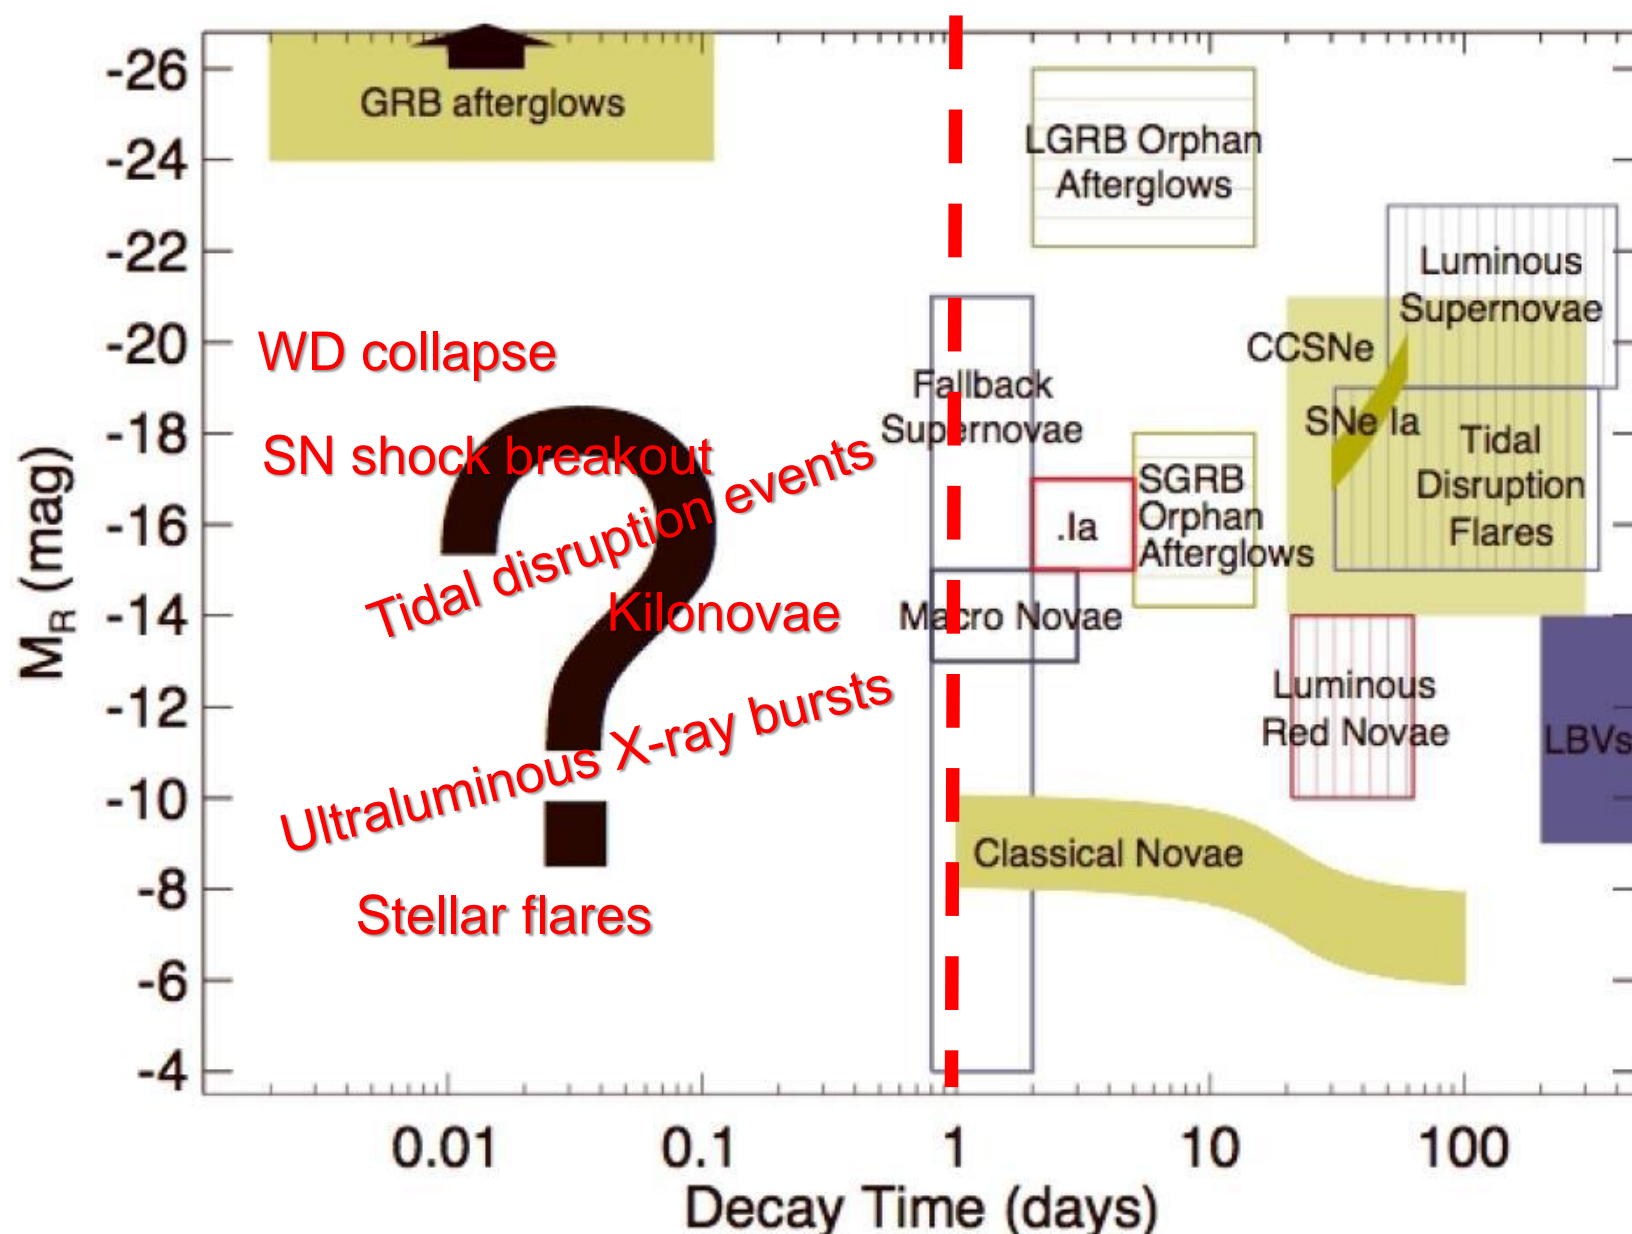 -26
-24
-22
-20
-18
-16
-14
-12
-10
-8
-6
-4
M_R (mag)
GRB afterglows
LGRB Orphan
Afterglows
Luminous
Supernovae
WD collapse
CCSNe
Fallback
Supernovae
SNe Ia
SN shock breakout
Tidal
Disruption
Flares
Tidal disruption events
SGRB
Orphan
Afterglows
.Ia
?
Kilonovae
Macro Novae
Luminous
Red Novae
LBVs
Ultraluminous X-ray bursts
Classical Novae
Stellar flares
0.01
0.1
1
10
100
Decay Time (days)